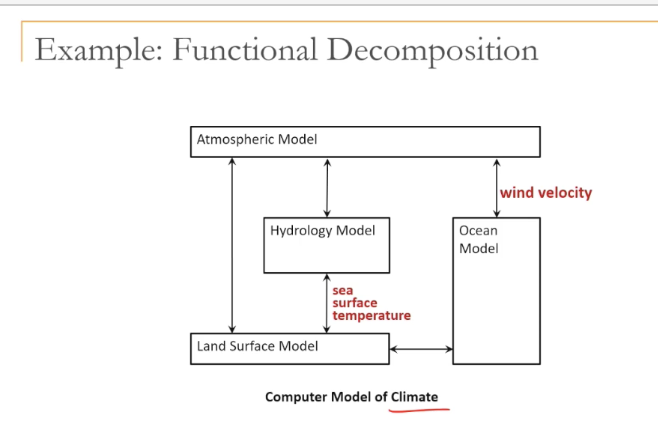 Example: Functional Decomposition
Atmospheric Model
wind velocity
Hydrology Model
Ocean
Model
sea
surface
temperature
Land Surface Model
Computer Model of Climate